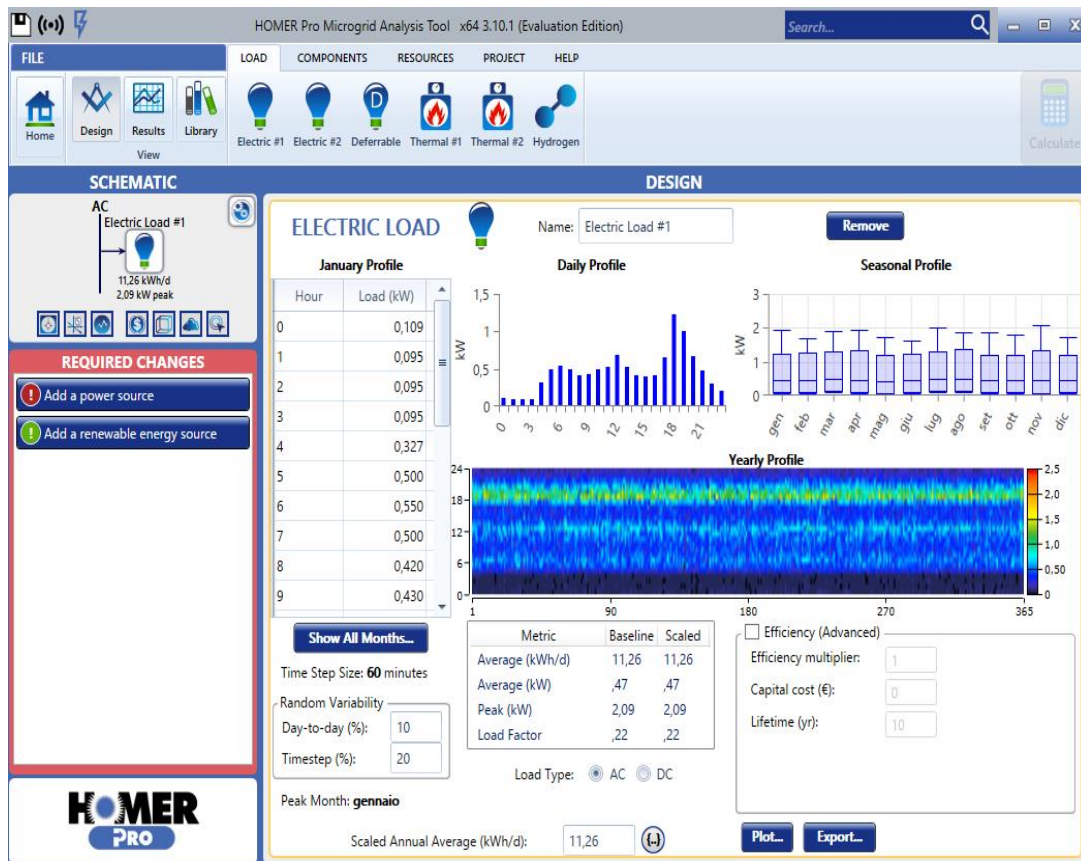 HOMER Pro Microgrid Analysis Tool x64 3.10.1 (Evaluation Edition)
Search...
FILE
LOAD COMPONENTS RESOURCES PROJECT HELP
Home
Design Results Library
View
Electric #1 Electric #2 Deferrable Thermal #1 Thermal #2 Hydrogen
D
Calculate
SCHEMATIC
AC
Electric Load #1
11,26 kWh/d
2,09 kW peak
REQUIRED CHANGES
! Add a power source
! Add a renewable energy source
HOMER
PRO
DESIGN
ELECTRIC LOAD
Name: Electric Load #1
Remove
January Profile
Hour Load (kW)
0 0,109
1 0,095
2 0,095
3 0,095
4 0,327
5 0,500
6 0,550
7 0,500
8 0,420
9 0,430
Show All Months...
Time Step Size: 60 minutes
Random Variability
Day-to-day (%): 10
Timestep (%): 20
Peak Month: gennaio
Daily Profile
kW
1,5
1
0,5
0
0 3 6 9 12 15 18 21
Seasonal Profile
kW
3
2
1
0
gen feb mar apr mag giu lug ago set ott nov dic
Yearly Profile
24
18
12
6
0
1 90 180 270 365
2,5
2,0
1,5
1,0
0,50
0
Metric Baseline Scaled
Average (kWh/d) 11,26 11,26
Average (kW) ,47 ,47
Peak (kW) 2,09 2,09
Load Factor ,22 ,22
Load Type: AC DC
Scaled Annual Average (kWh/d): 11,26 {..}
Efficiency (Advanced)
Efficiency multiplier: 1
Capital cost (€): 0
Lifetime (yr): 10
Plot... Export...